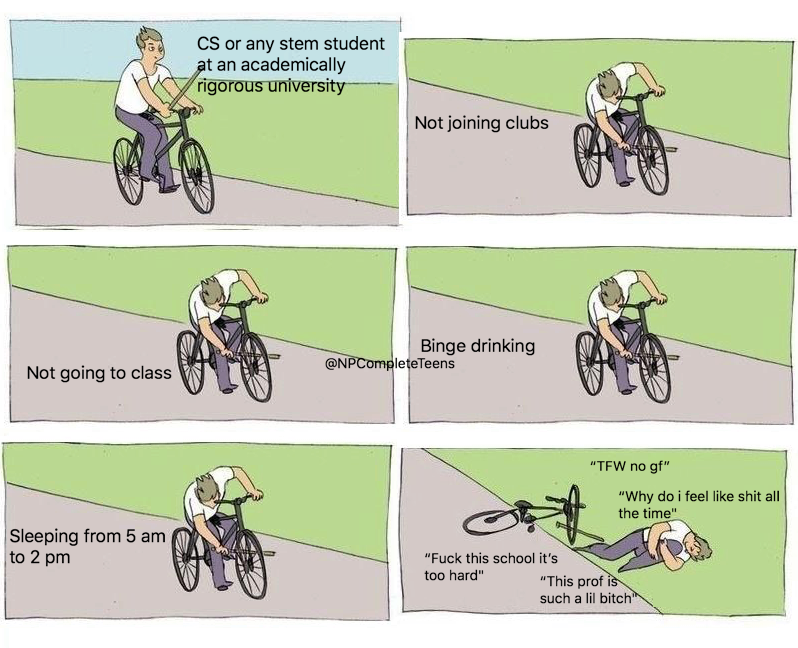 CS or any stem student
at an academically
rigorous university
Not joining clubs
Not going to class
@NPCompleteTeens
Binge drinking
Sleeping from 5 am
to 2 pm
“TFW no gf”
“Why do i feel like shit all
the time"
“Fuck this school it’s
too hard"
“This prof is
such a lil bitch"